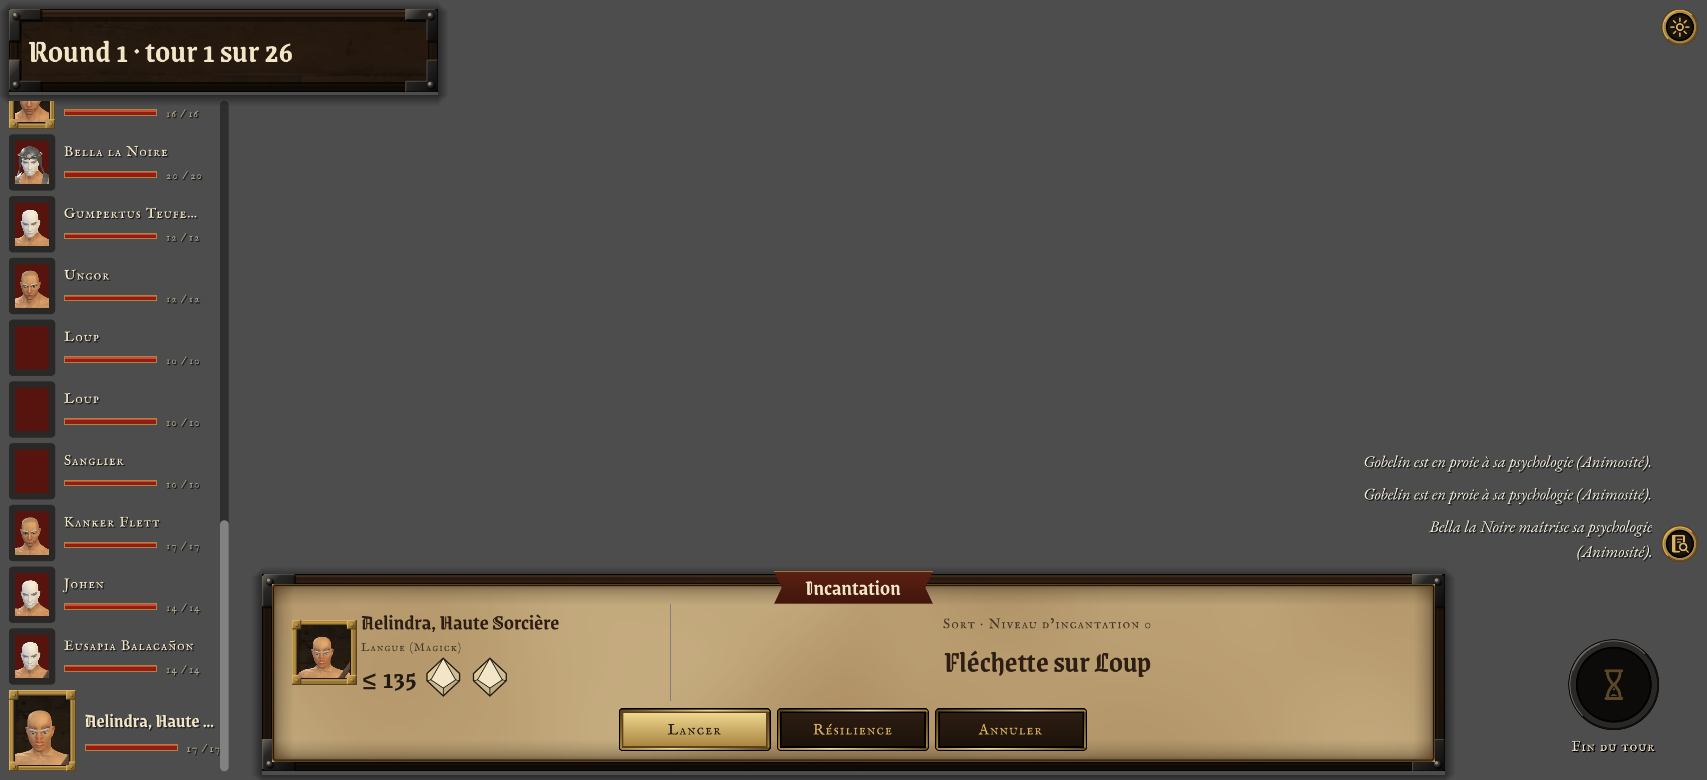 Round 1 · tour 1 sur 26
16 / 16
Bella la Noire
20 / 20
Gumpertus Teufe...
12 / 12
Ungor
12 / 12
Loup
10 / 10
Loup
10 / 10
Sanglier
10 / 10
Kanker Flett
17 / 17
Johen
14 / 14
Eusapia Balacañón
14 / 14
Aelindra, Haute ...
17 / 17
Gobelin est en proie à sa psychologie (Animosité).
Gobelin est en proie à sa psychologie (Animosité).
Bella la Noire maîtrise sa psychologie
(Animosité).
Incantation
Aelindra, Haute Sorcière
Langue (Magick)
≤ 135
Sort · Niveau d'incantation 0
Fléchette sur Loup
Lancer
Résilience
Annuler
Fin du tour